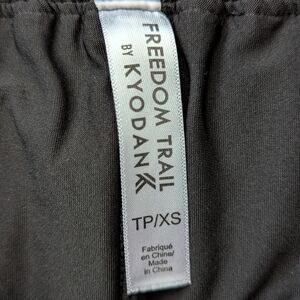 FREEDOM TRAIL
BY KYODAN
TP/XS
Fabriqué
en Chine/
Made
in China